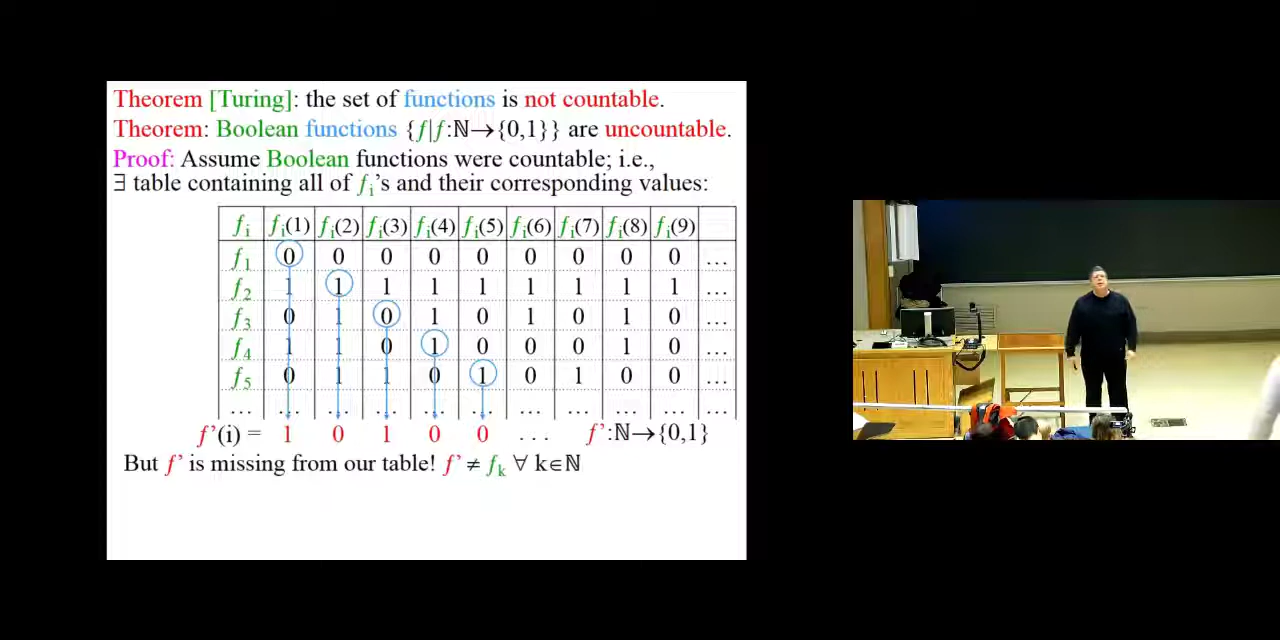 Theorem [Turing]: the set of functions is not countable.
Theorem: Boolean functions {f|f:ℕ→{0,1}} are uncountable.
Proof: Assume Boolean functions were countable; i.e.,
∃ table containing all of fᵢ’s and their corresponding values:
fᵢ fᵢ(1) fᵢ(2) fᵢ(3) fᵢ(4) fᵢ(5) fᵢ(6) fᵢ(7) fᵢ(8) fᵢ(9)
f₁ 0 0 0 0 0 0 0 0 0 …
f₂ 1 1 1 1 1 1 1 1 1 …
f₃ 0 1 0 1 0 1 0 1 0 …
f₄ 1 1 0 1 0 0 0 1 0 …
f₅ 0 1 1 0 1 0 1 0 0 …
… … … … … … … … … … …
f’(i) = 1 0 1 0 0 ... f’:ℕ→{0,1}
But f’ is missing from our table! f’ ≠ fₖ ∀ k∈ℕ